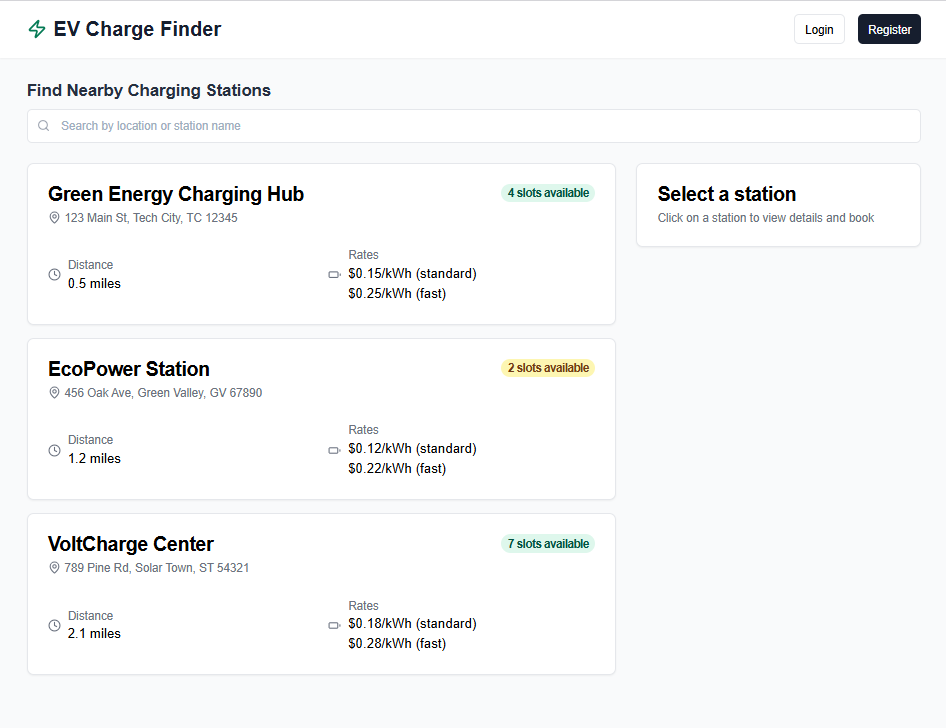 EV Charge Finder
Login
Register
Find Nearby Charging Stations
Search by location or station name
Green Energy Charging Hub
4 slots available
123 Main St, Tech City, TC 12345
Distance
0.5 miles
Rates
$0.15/kWh (standard)
$0.25/kWh (fast)
EcoPower Station
2 slots available
456 Oak Ave, Green Valley, GV 67890
Distance
1.2 miles
Rates
$0.12/kWh (standard)
$0.22/kWh (fast)
VoltCharge Center
7 slots available
789 Pine Rd, Solar Town, ST 54321
Distance
2.1 miles
Rates
$0.18/kWh (standard)
$0.28/kWh (fast)
Select a station
Click on a station to view details and book